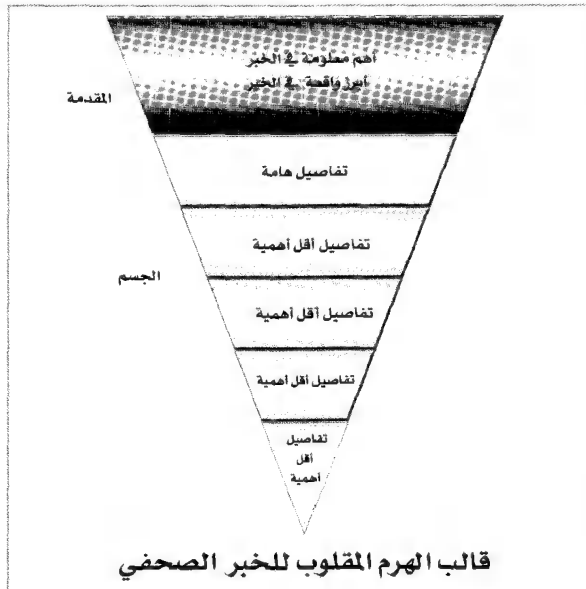 أهم معلومة في الخبر
أبرز واقعة في الخبر
المقدمة
تفاصيل هامة
تفاصيل أقل أهمية
الجسم
تفاصيل أقل أهمية
تفاصيل أقل أهمية
تفاصيل
أقل
أهمية
قالب الهرم المقلوب للخبر الصحفي